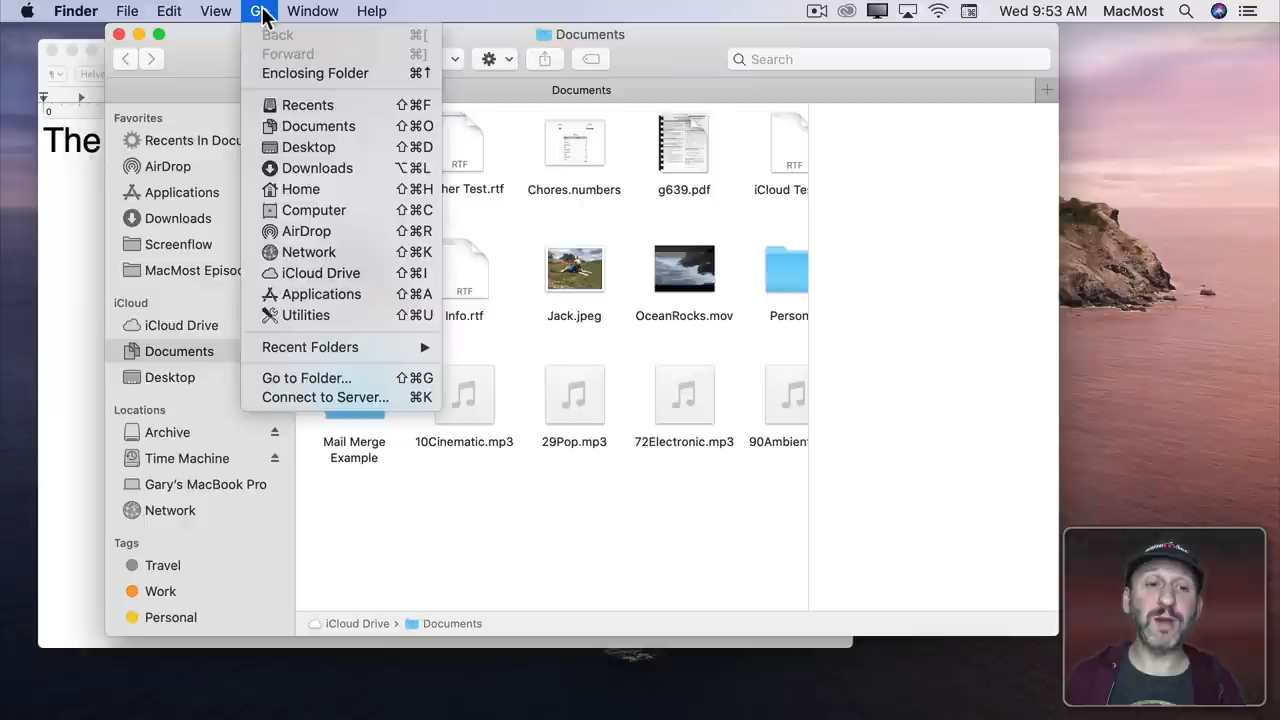 Finder File Edit View Go Window Help Wed 9:53 AM MacMost
Back ⌘[
Forward ⌘]
Enclosing Folder ⌘↑
Recents ⇧⌘F
Documents ⇧⌘O
Desktop ⇧⌘D
Downloads ⌥⌘L
Home ⇧⌘H
Computer ⇧⌘C
AirDrop ⇧⌘R
Network ⇧⌘K
iCloud Drive ⇧⌘I
Applications ⇧⌘A
Utilities ⇧⌘U
Recent Folders
Go to Folder... ⇧⌘G
Connect to Server... ⌘K
Documents
Search
Documents
Helve
0
The
Favorites
Recents In Docu
AirDrop
Applications
Downloads
Screenflow
MacMost Episo
iCloud
iCloud Drive
Documents
Desktop
Locations
Archive
Time Machine
Gary's MacBook Pro
Network
Tags
Travel
Work
Personal
RTF
RTF
her Test.rtf
Chores.numbers
g639.pdf
iCloud Te
RTF
Info.rtf
Jack.jpeg
OceanRocks.mov
Person
Mail Merge
Example
10Cinematic.mp3
29Pop.mp3
72Electronic.mp3
90Ambien
iCloud Drive › Documents